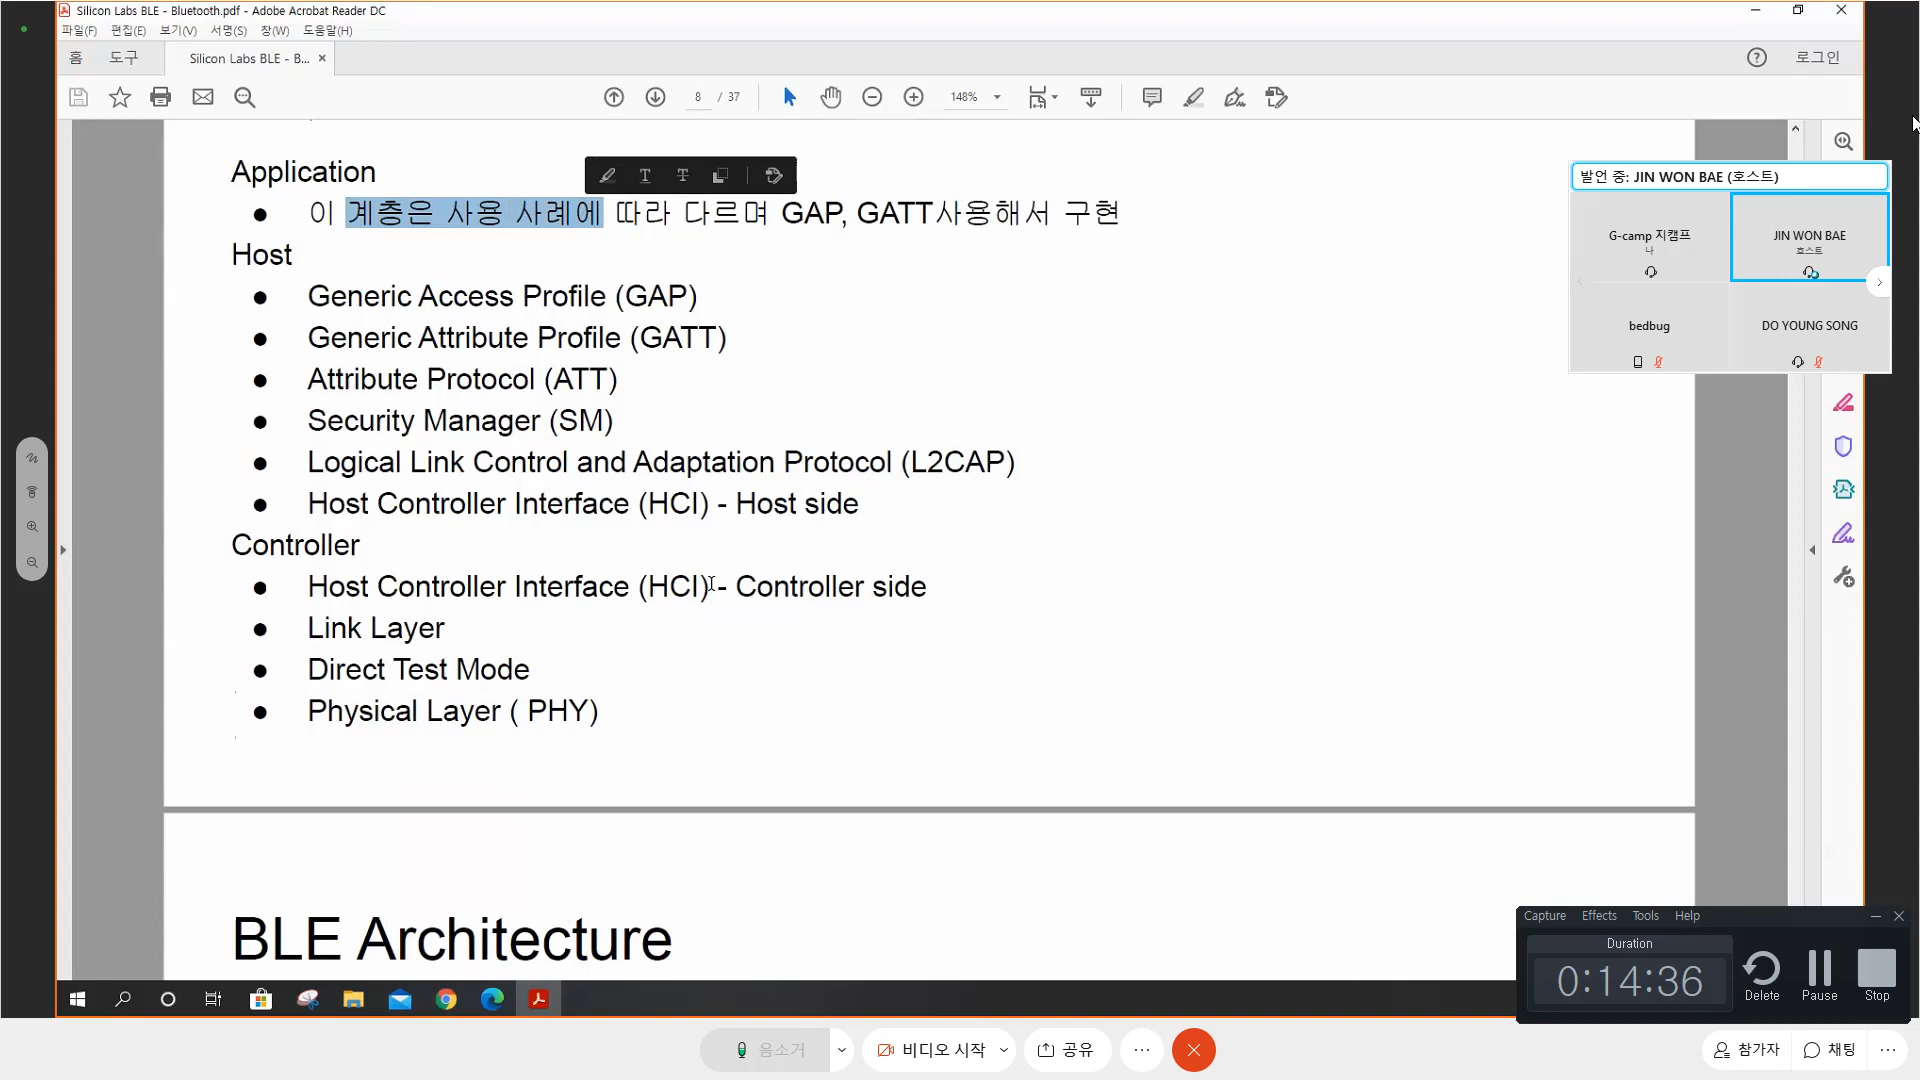 Silicon Labs BLE - Bluetooth.pdf - Adobe Acrobat Reader DC
파일(F) 편집(E) 보기(V) 서명(S) 창(W) 도움말(H)
홈 도구 Silicon Labs BLE - B... 로그인
8 / 37 148%
Application
이 계층은 사용 사례에 따라 다르며 GAP, GATT사용해서 구현
Host
● Generic Access Profile (GAP)
● Generic Attribute Profile (GATT)
● Attribute Protocol (ATT)
● Security Manager (SM)
● Logical Link Control and Adaptation Protocol (L2CAP)
● Host Controller Interface (HCI) - Host side
Controller
● Host Controller Interface (HCI) - Controller side
● Link Layer
● Direct Test Mode
● Physical Layer ( PHY)
BLE Architecture
발언 중: JIN WON BAE (호스트)
G-camp 지캠프
나
JIN WON BAE
호스트
bedbug
DO YOUNG SONG
Capture Effects Tools Help
Duration
0:14:36
Delete Pause Stop
음소거 비디오 시작 공유 참가자 채팅